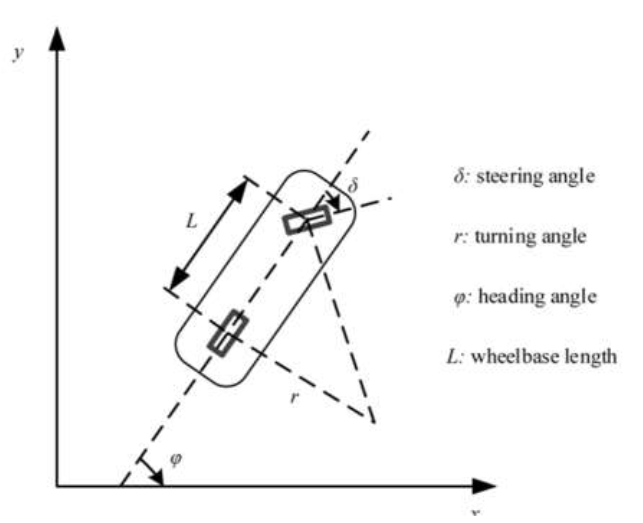 y
δ
L
r
φ
x
δ: steering angle
r: turning angle
φ: heading angle
L: wheelbase length